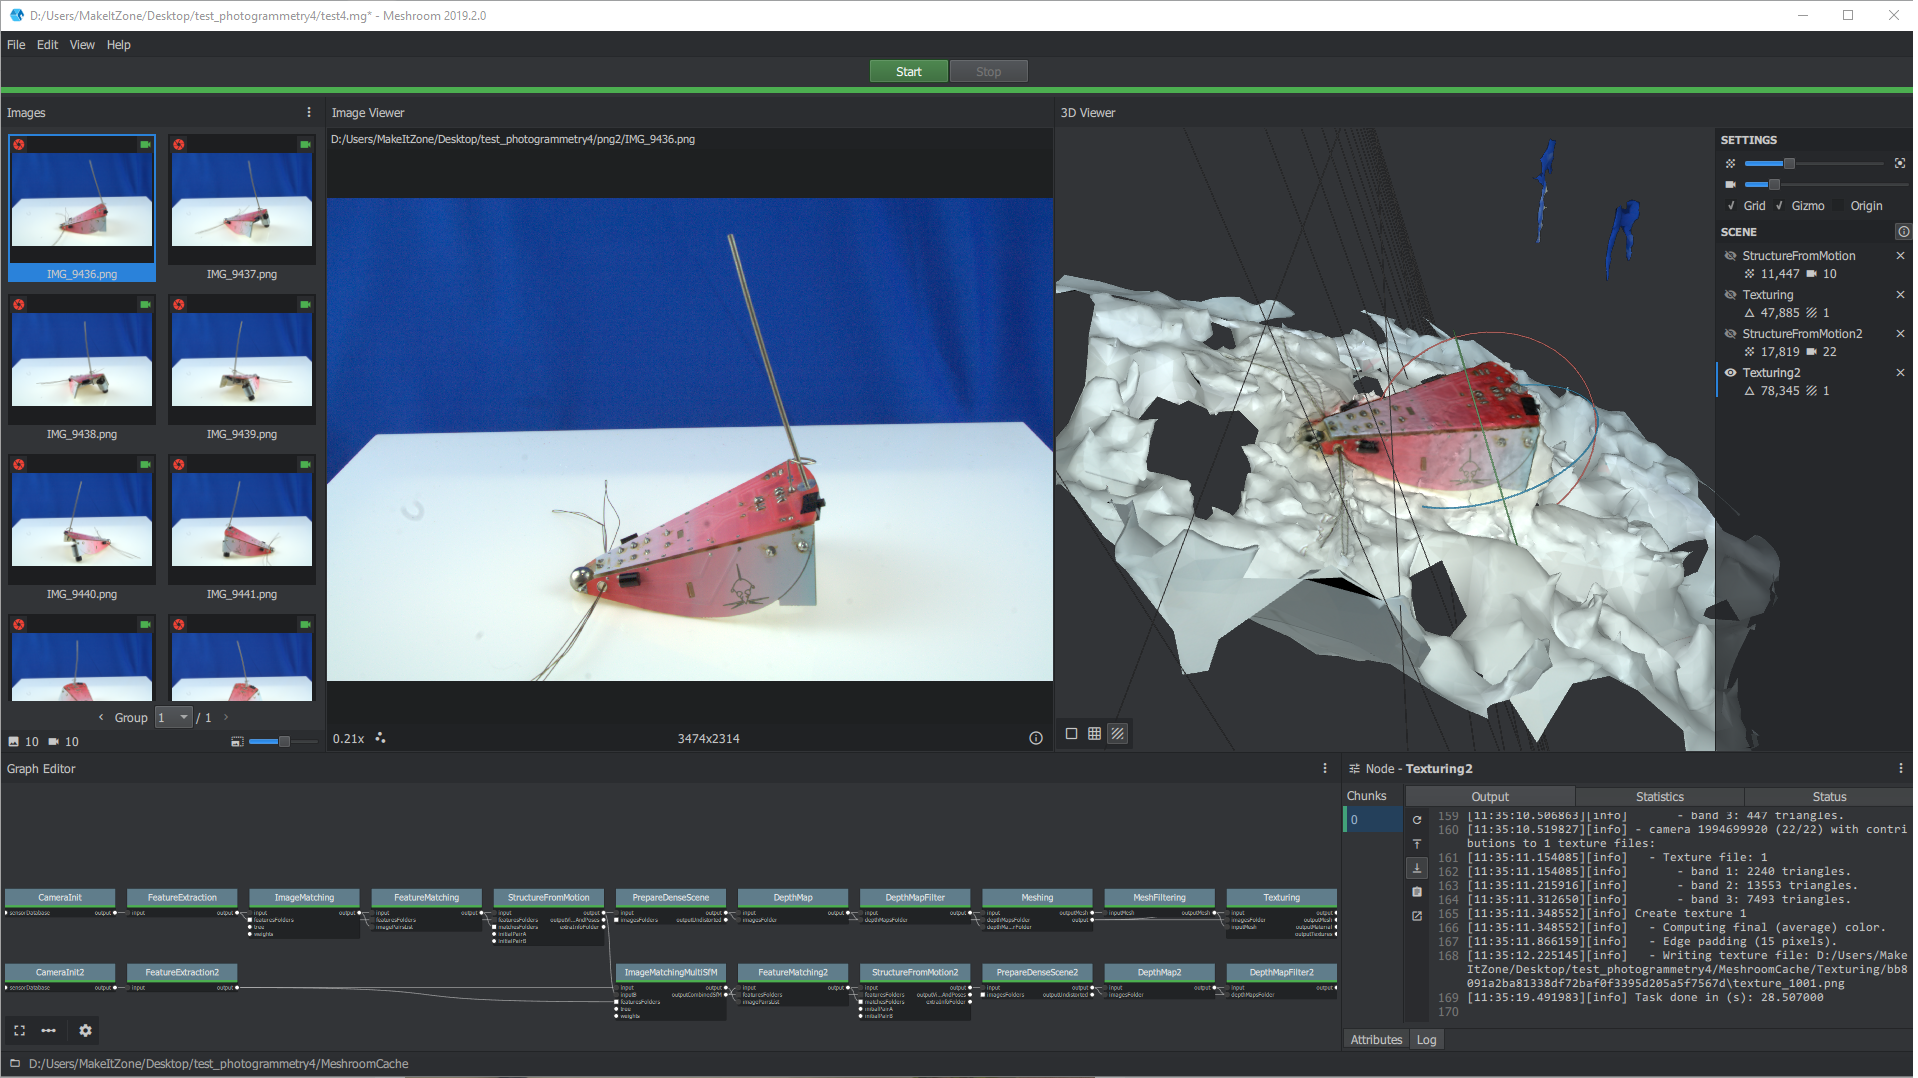 D:/Users/MakeItZone/Desktop/test_photogrammetry4/test4.mg* - Meshroom 2019.2.0
File Edit View Help
Start Stop
Images
IMG_9436.png IMG_9437.png
IMG_9438.png IMG_9439.png
IMG_9440.png IMG_9441.png
Group 1 / 1
10 10
Image Viewer
D:/Users/MakeItZone/Desktop/test_photogrammetry4/png2/IMG_9436.png
0.21x 3474x2314
3D Viewer
SETTINGS
Grid Gizmo Origin
SCENE
StructureFromMotion
11,447 10
Texturing
47,885 1
StructureFromMotion2
17,819 22
Texturing2
78,345 1
Graph Editor
CameraInit FeatureExtraction ImageMatching FeatureMatching StructureFromMotion PrepareDenseScene DepthMap DepthMapFilter Meshing MeshFiltering Texturing
CameraInit2 FeatureExtraction2 ImageMatchingMultiSfM FeatureMatching2 StructureFromMotion2 PrepareDenseScene2 DepthMap2 DepthMapFilter2
Node - Texturing2
Chunks
0
Output Statistics Status
159 [11:35:10.506863][info] - band 3: 447 triangles.
160 [11:35:10.519827][info] - camera 1994699920 (22/22) with contri
butions to 1 texture files:
161 [11:35:11.154085][info] - Texture file: 1
162 [11:35:11.154085][info] - band 1: 2240 triangles.
163 [11:35:11.215916][info] - band 2: 13553 triangles.
164 [11:35:11.312650][info] - band 3: 7493 triangles.
165 [11:35:11.348552][info] Create texture 1
166 [11:35:11.348552][info] - Computing final (average) color.
167 [11:35:11.866159][info] - Edge padding (15 pixels).
168 [11:35:12.225145][info] - Writing texture file: D:/Users/Make
ItZone/Desktop/test_photogrammetry4/MeshroomCache/Texturing/bb8
091a2ba81338df72baf0f3395d205a5f7567d\texture_1001.png
169 [11:35:19.491983][info] Task done in (s): 28.507000
170
Attributes Log
D:/Users/MakeItZone/Desktop/test_photogrammetry4/MeshroomCache